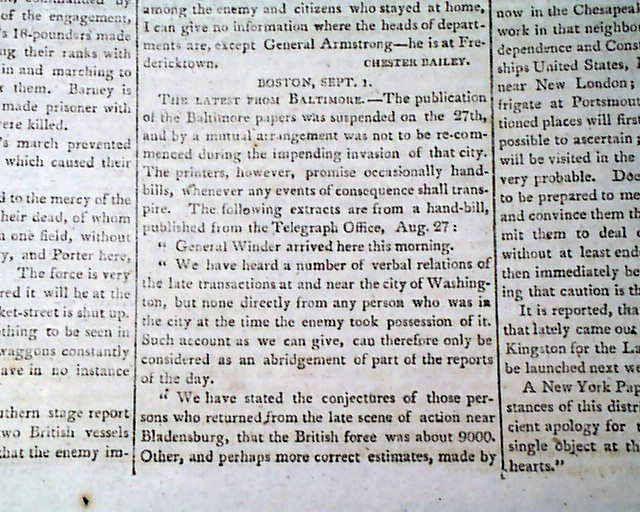 of the engagement,
's 18-pounders made
ng their ranks with
in and marching to
r them. Barney is
made prisoner with
ere killed.
's march prevented
which caused their
d to the mercy of the
heir dead, of whom
n one field, without
y, and Porter here,
The force is very
red it will be at the
ket-street is shut up.
thing to be seen in
waggons constantly
ave in no instance
uthern stage report
two British vessels
that the enemy im-
among the enemy and citizens who stayed at home,
I can give no information where the heads of depart-
ments are, except General Armstrong—he is at Fre-
dericktown. CHESTER BAILEY.
BOSTON, SEPT. 1.
THE LATEST FROM BALTIMORE.—The publication
of the Baltimore papers was suspended on the 27th,
and by a mutual arrangement was not to be re-com-
menced during the impending invasion of that city.
The printers, however, promise occasionally hand-
bills, whenever any events of consequence shall trans-
pire. The following extracts are from a hand-bill,
published from the Telegraph Office, Aug. 27:
" General Winder arrived here this morning.
" We have heard a number of verbal relations of
the late transactions at and near the city of Washing-
ton, but none directly from any person who was in
the city at the time the enemy took possession of it.
Such account as we can give, can therefore only be
considered as an abridgement of part of the reports
of the day.
" We have stated the conjectures of those per-
sons who returned from the late scene of action near
Bladensburg, that the British force was about 9000.
Other, and perhaps more correct estimates, made by
now in the Chesapea
work in that neighbou
dependence and Cons
ships United States,
near New London;
frigate at Portsmout
tioned places will first
possible to ascertain;
will be visited in the
very probable. Doe
to be prepared to me
and convince them th
mit them to deal
without at least ende
then immediately be
ing that caution is th
It is reported, tha
that lately came out
Kingston for the La
be launched next we
A New York Pap
stances of this distr
cient apology for
single object at th
hearts."